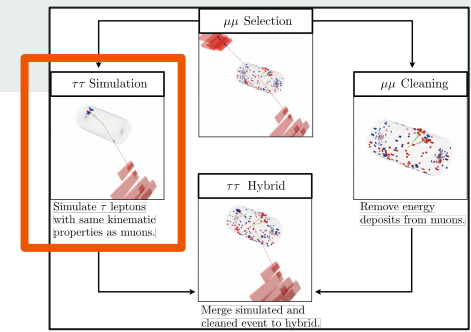 μμ Selection
ττ Simulation
μμ Cleaning
Simulate τ leptons
with same kinematic
properties as muons.
Remove energy
deposits from muons.
ττ Hybrid
Merge simulated and
cleaned event to hybrid.